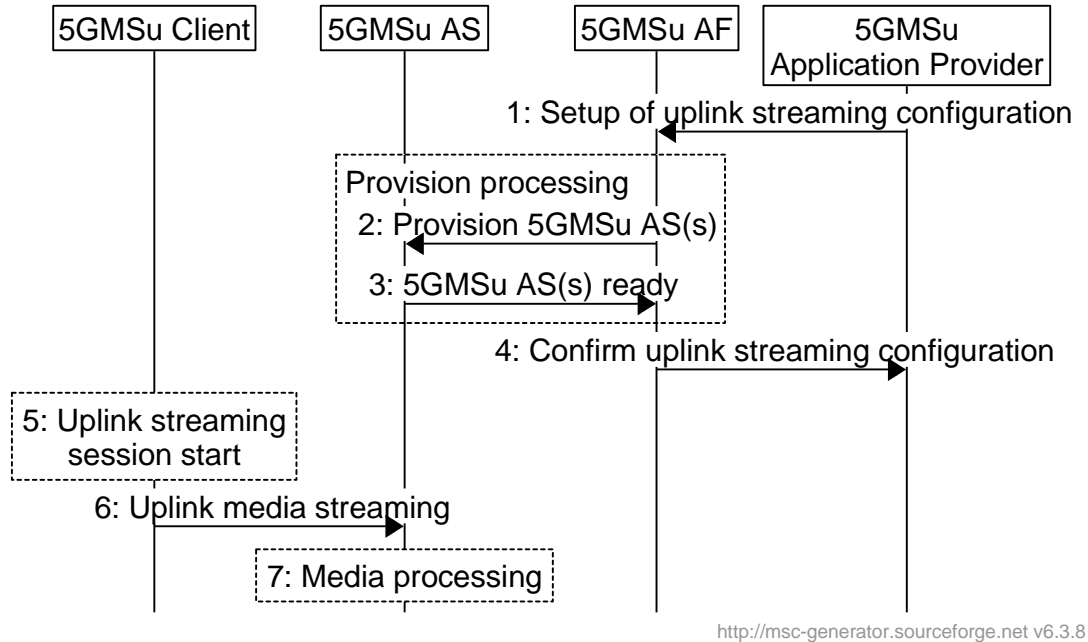 5GMSu Client
5GMSu AS
5GMSu AF
5GMSu
Application Provider
1: Setup of uplink streaming configuration
Provision processing
2: Provision 5GMSu AS(s)
3: 5GMSu AS(s) ready
4: Confirm uplink streaming configuration
5: Uplink streaming
session start
6: Uplink media streaming
7: Media processing
http://msc-generator.sourceforge.net v6.3.8